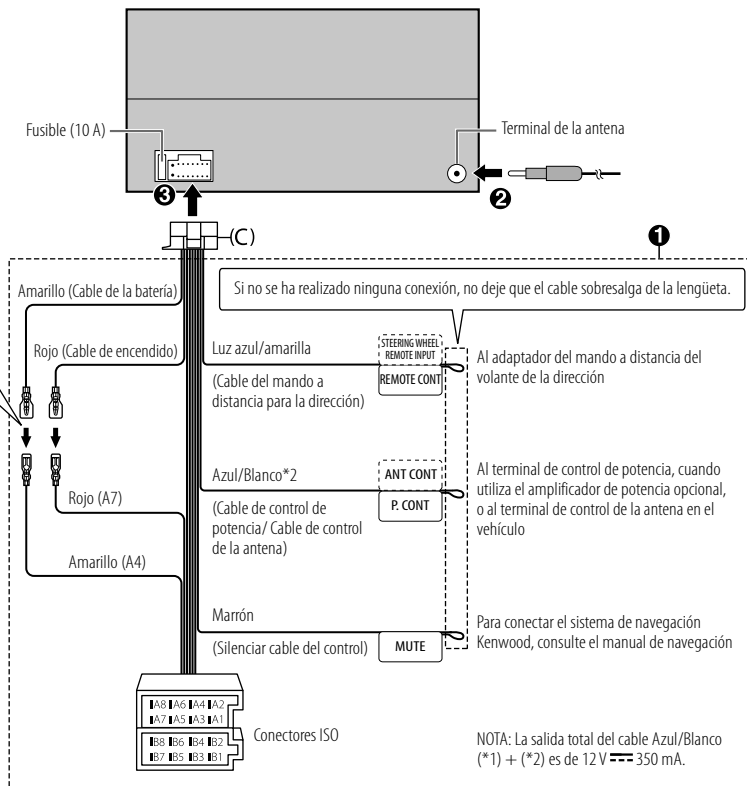 Fusible (10 A)
Terminal de la antena
3
2
(C)
1
Amarillo (Cable de la batería)
Si no se ha realizado ninguna conexión, no deje que el cable sobresalga de la lengüeta.
Rojo (Cable de encendido)
Luz azul/amarilla
(Cable del mando a
distancia para la dirección)
STEERING WHEEL
REMOTE INPUT
REMOTE CONT
Al adaptador del mando a distancia del
volante de la dirección
Azul/Blanco*2
(Cable de control de
potencia/ Cable de control
de la antena)
ANT CONT
P. CONT
Al terminal de control de potencia, cuando
utiliza el amplificador de potencia opcional,
o al terminal de control de la antena en el
vehículo
Rojo (A7)
Amarillo (A4)
Marrón
(Silenciar cable del control)
MUTE
Para conectar el sistema de navegación
Kenwood, consulte el manual de navegación
A8 A6 A4 A2
A7 A5 A3 A1
B8 B6 B4 B2
B7 B5 B3 B1
Conectores ISO
NOTA: La salida total del cable Azul/Blanco
(*1) + (*2) es de 12 V ⎓ 350 mA.